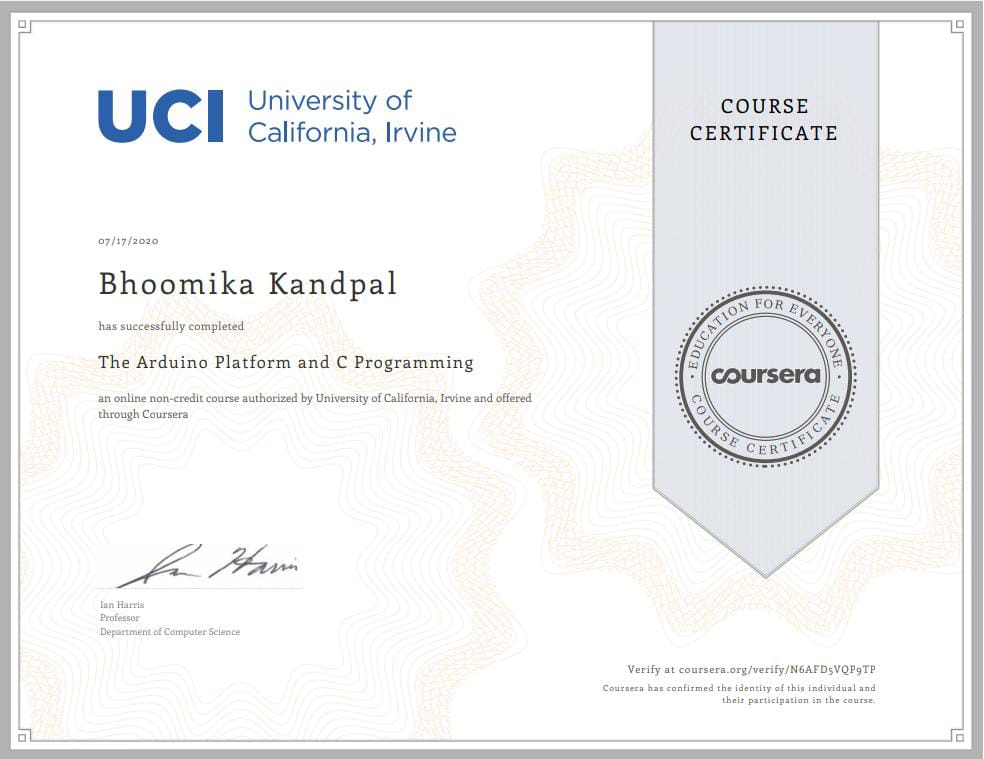 UCI
University of
California, Irvine
COURSE
CERTIFICATE
07/17/2020
Bhoomika Kandpal
has successfully completed
The Arduino Platform and C Programming
an online non-credit course authorized by University of California, Irvine and offered
through Coursera
EDUCATION FOR EVERYONE
coursera
COURSE CERTIFICATE
Ian Harris
Ian Harris
Professor
Department of Computer Science
Verify at coursera.org/verify/N6AFD5VQP9TP
Coursera has confirmed the identity of this individual and
their participation in the course.